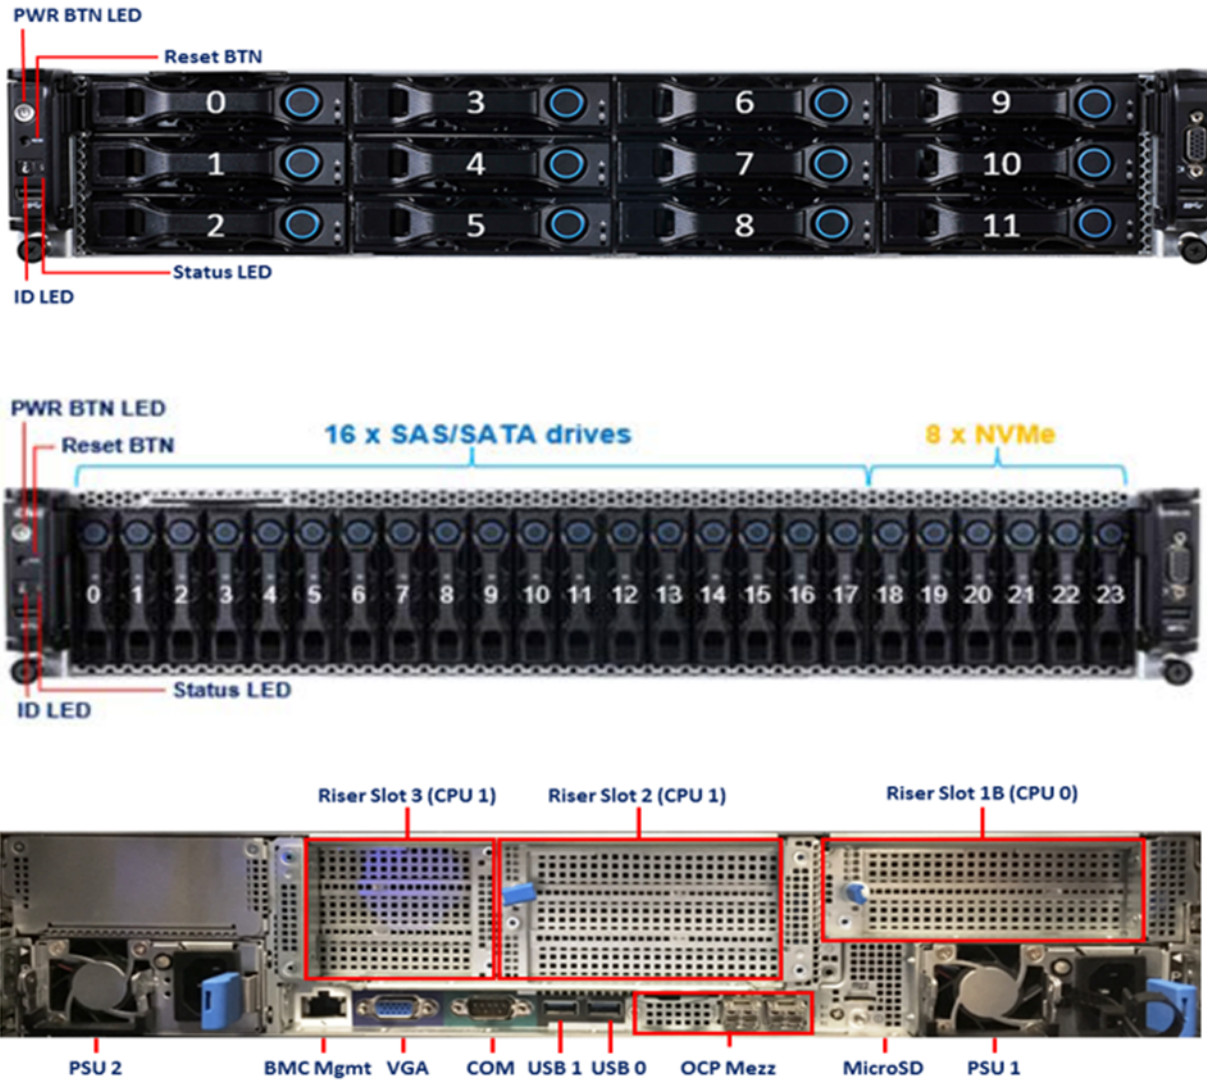 PWR BTN LED
Reset BTN
0 3 6 9
1 4 7 10
2 5 8 11
Status LED
ID LED
PWR BTN LED
Reset BTN
16 x SAS/SATA drives 8 x NVMe
0 1 2 3 4 5 6 7 8 9 10 11 12 13 14 15 16 17 18 19 20 21 22 23
Status LED
ID LED
Riser Slot 3 (CPU 1) Riser Slot 2 (CPU 1) Riser Slot 1B (CPU 0)
PSU 2 BMC Mgmt VGA COM USB 1 USB 0 OCP Mezz MicroSD PSU 1